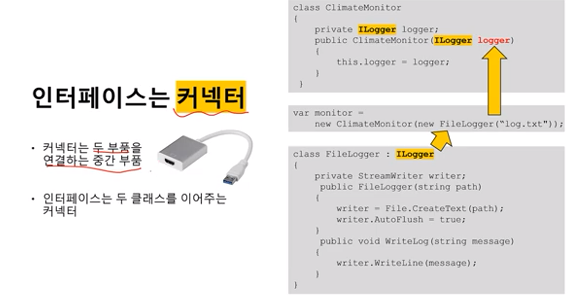 인터페이스는 커넥터
• 커넥터는 두 부품을
연결하는 중간 부품
• 인터페이스는 두 클래스를 이어주는
커넥터
class ClimateMonitor
{
private ILogger logger;
public ClimateMonitor(ILogger logger)
{
this.logger = logger;
}
}
var monitor =
new ClimateMonitor(new FileLogger("log.txt"));
class FileLogger : ILogger
{
private StreamWriter writer;
public FileLogger(string path)
{
writer = File.CreateText(path);
writer.AutoFlush = true;
}
public void WriteLog(string message)
{
writer.WriteLine(message);
}
}